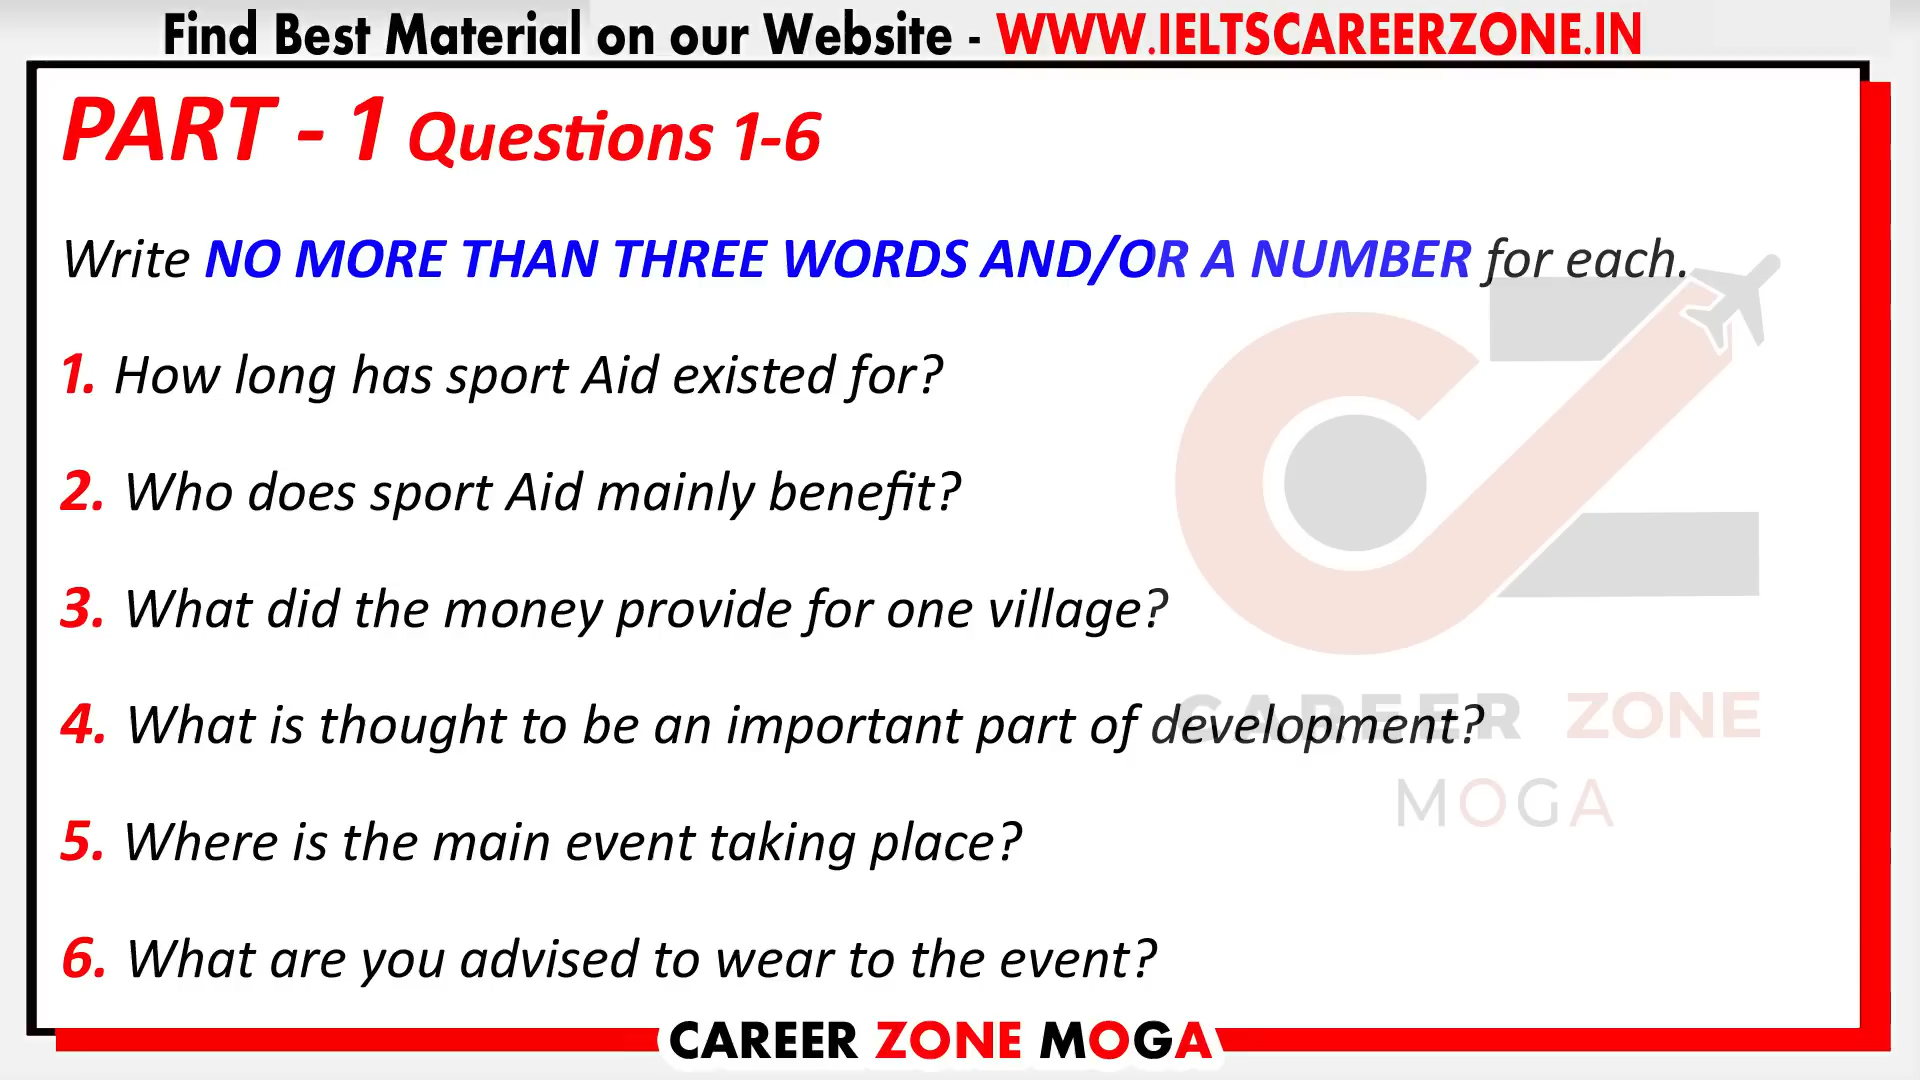 Find Best Material on our Website - WWW.IELTSCAREERZONE.IN
PART - 1 Questions 1-6
Write NO MORE THAN THREE WORDS AND/OR A NUMBER for each.
1. How long has sport Aid existed for?
2. Who does sport Aid mainly benefit?
3. What did the money provide for one village?
4. What is thought to be an important part of development?
CAREER ZONE
MOGA
5. Where is the main event taking place?
6. What are you advised to wear to the event?
CAREER ZONE MOGA